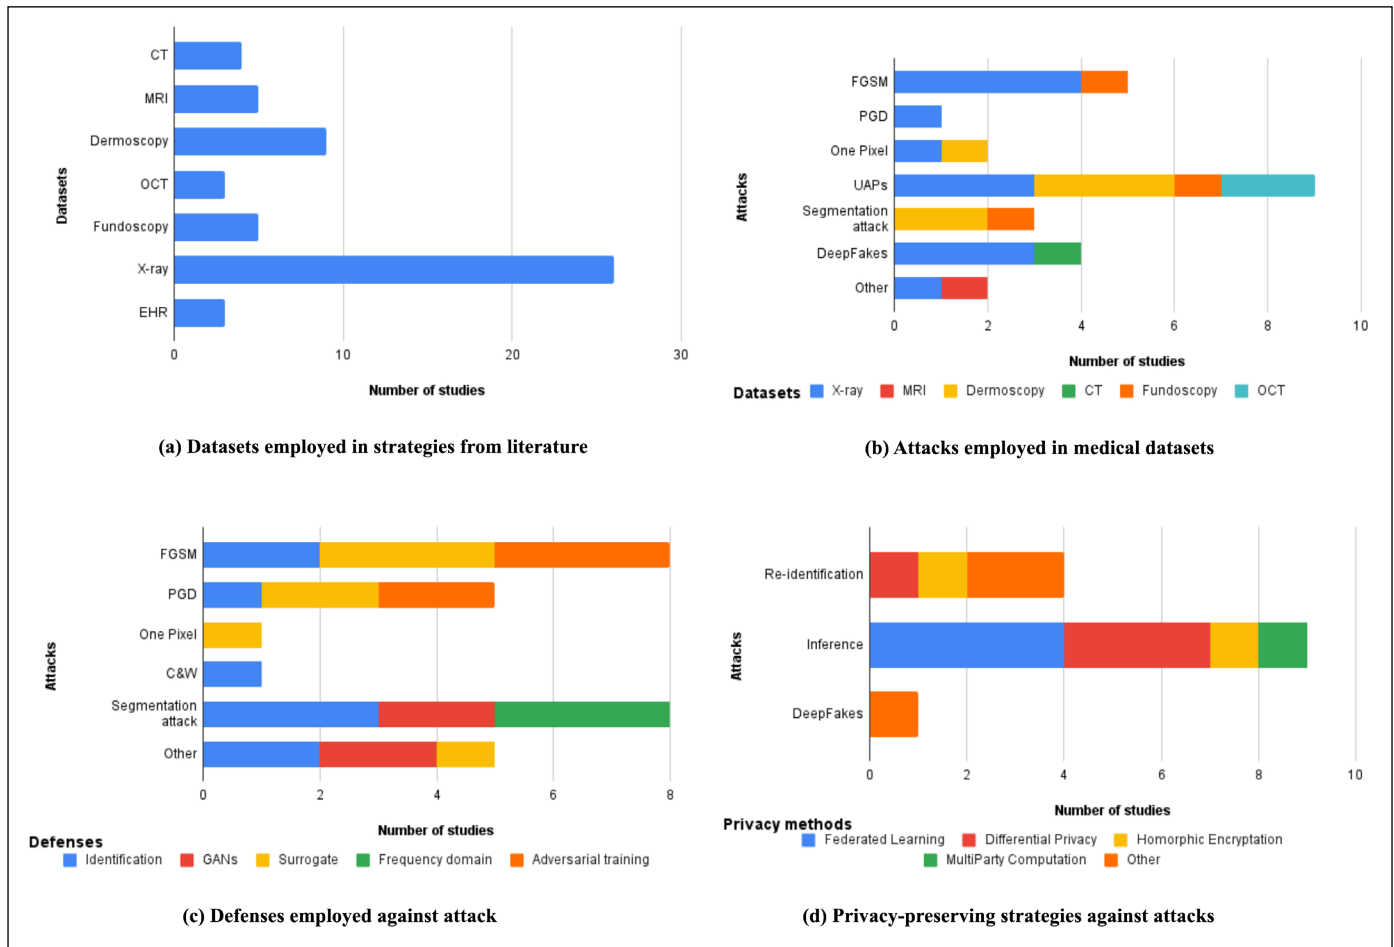 CT
MRI
Dermoscopy
OCT
Fundoscopy
X-ray
EHR
Datasets
0 10 20 30
Number of studies
(a) Datasets employed in strategies from literature
FGSM
PGD
One Pixel
UAPs
Segmentation
attack
DeepFakes
Other
Attacks
0 2 4 6 8 10
Number of studies
Datasets X-ray MRI Dermoscopy CT Fundoscopy OCT
(b) Attacks employed in medical datasets
FGSM
PGD
One Pixel
C&W
Segmentation
attack
Other
Attacks
0 2 4 6 8
Number of studies
Defenses
Identification GANs Surrogate Frequency domain Adversarial training
(c) Defenses employed against attack
Re-identification
Inference
DeepFakes
Attacks
0 2 4 6 8 10
Number of studies
Privacy methods
Federated Learning Differential Privacy Homorphic Encryptation
MultiParty Computation Other
(d) Privacy-preserving strategies against attacks